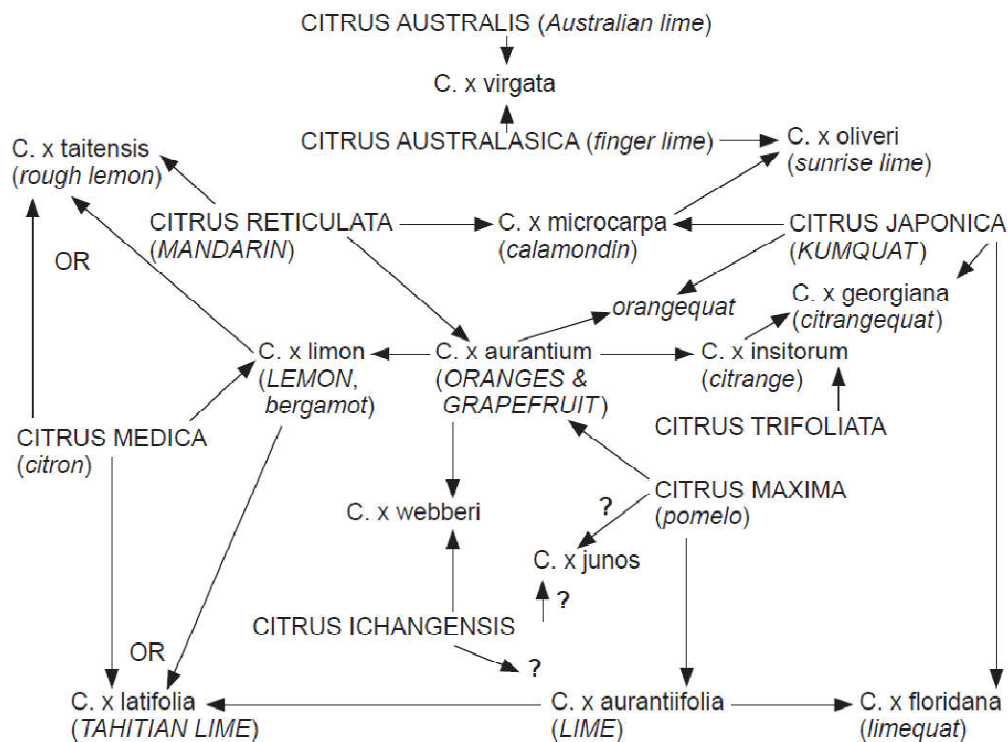 CITRUS AUSTRALIS (Australian lime)
C. x virgata
CITRUS AUSTRALASICA (finger lime)
C. x oliveri
(sunrise lime)
C. x taitensis
(rough lemon)
CITRUS RETICULATA
(MANDARIN)
C. x microcarpa
(calamondin)
CITRUS JAPONICA
(KUMQUAT)
OR
orangequat
C. x georgiana
(citrangequat)
C. x limon
(LEMON,
bergamot)
C. x aurantium
(ORANGES &
GRAPEFRUIT)
C. x insitorum
(citrange)
CITRUS MEDICA
(citron)
CITRUS TRIFOLIATA
CITRUS MAXIMA
(pomelo)
?
C. x webberi
C. x junos
?
CITRUS ICHANGENSIS
?
OR
C. x latifolia
(TAHITIAN LIME)
C. x aurantiifolia
(LIME)
C. x floridana
(limequat)